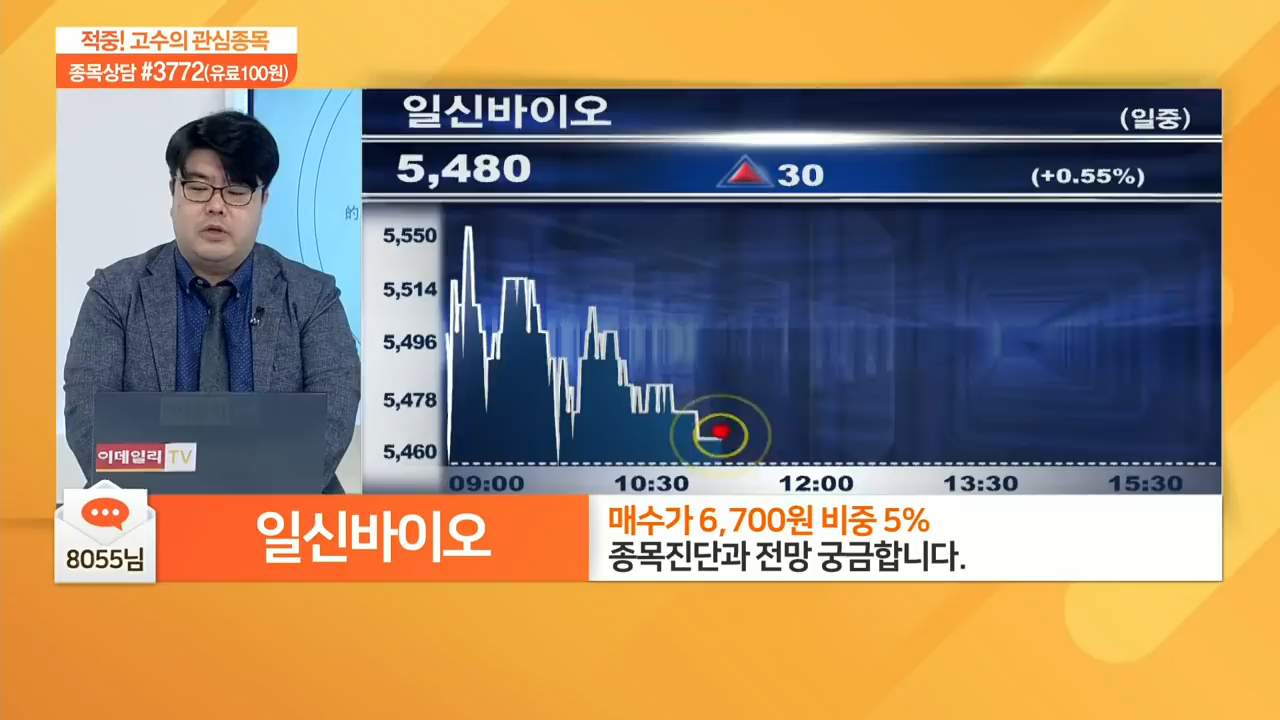 적중! 고수의 관심종목
종목상담 #3772(유료100원)
的
일신바이오
(일중)
5,480
30
(+0.55%)
5,550
5,514
5,496
5,478
5,460
09:00
10:30
12:00
13:30
15:30
이데일리 TV
8055님
일신바이오
매수가 6,700원 비중 5%
종목진단과 전망 궁금합니다.